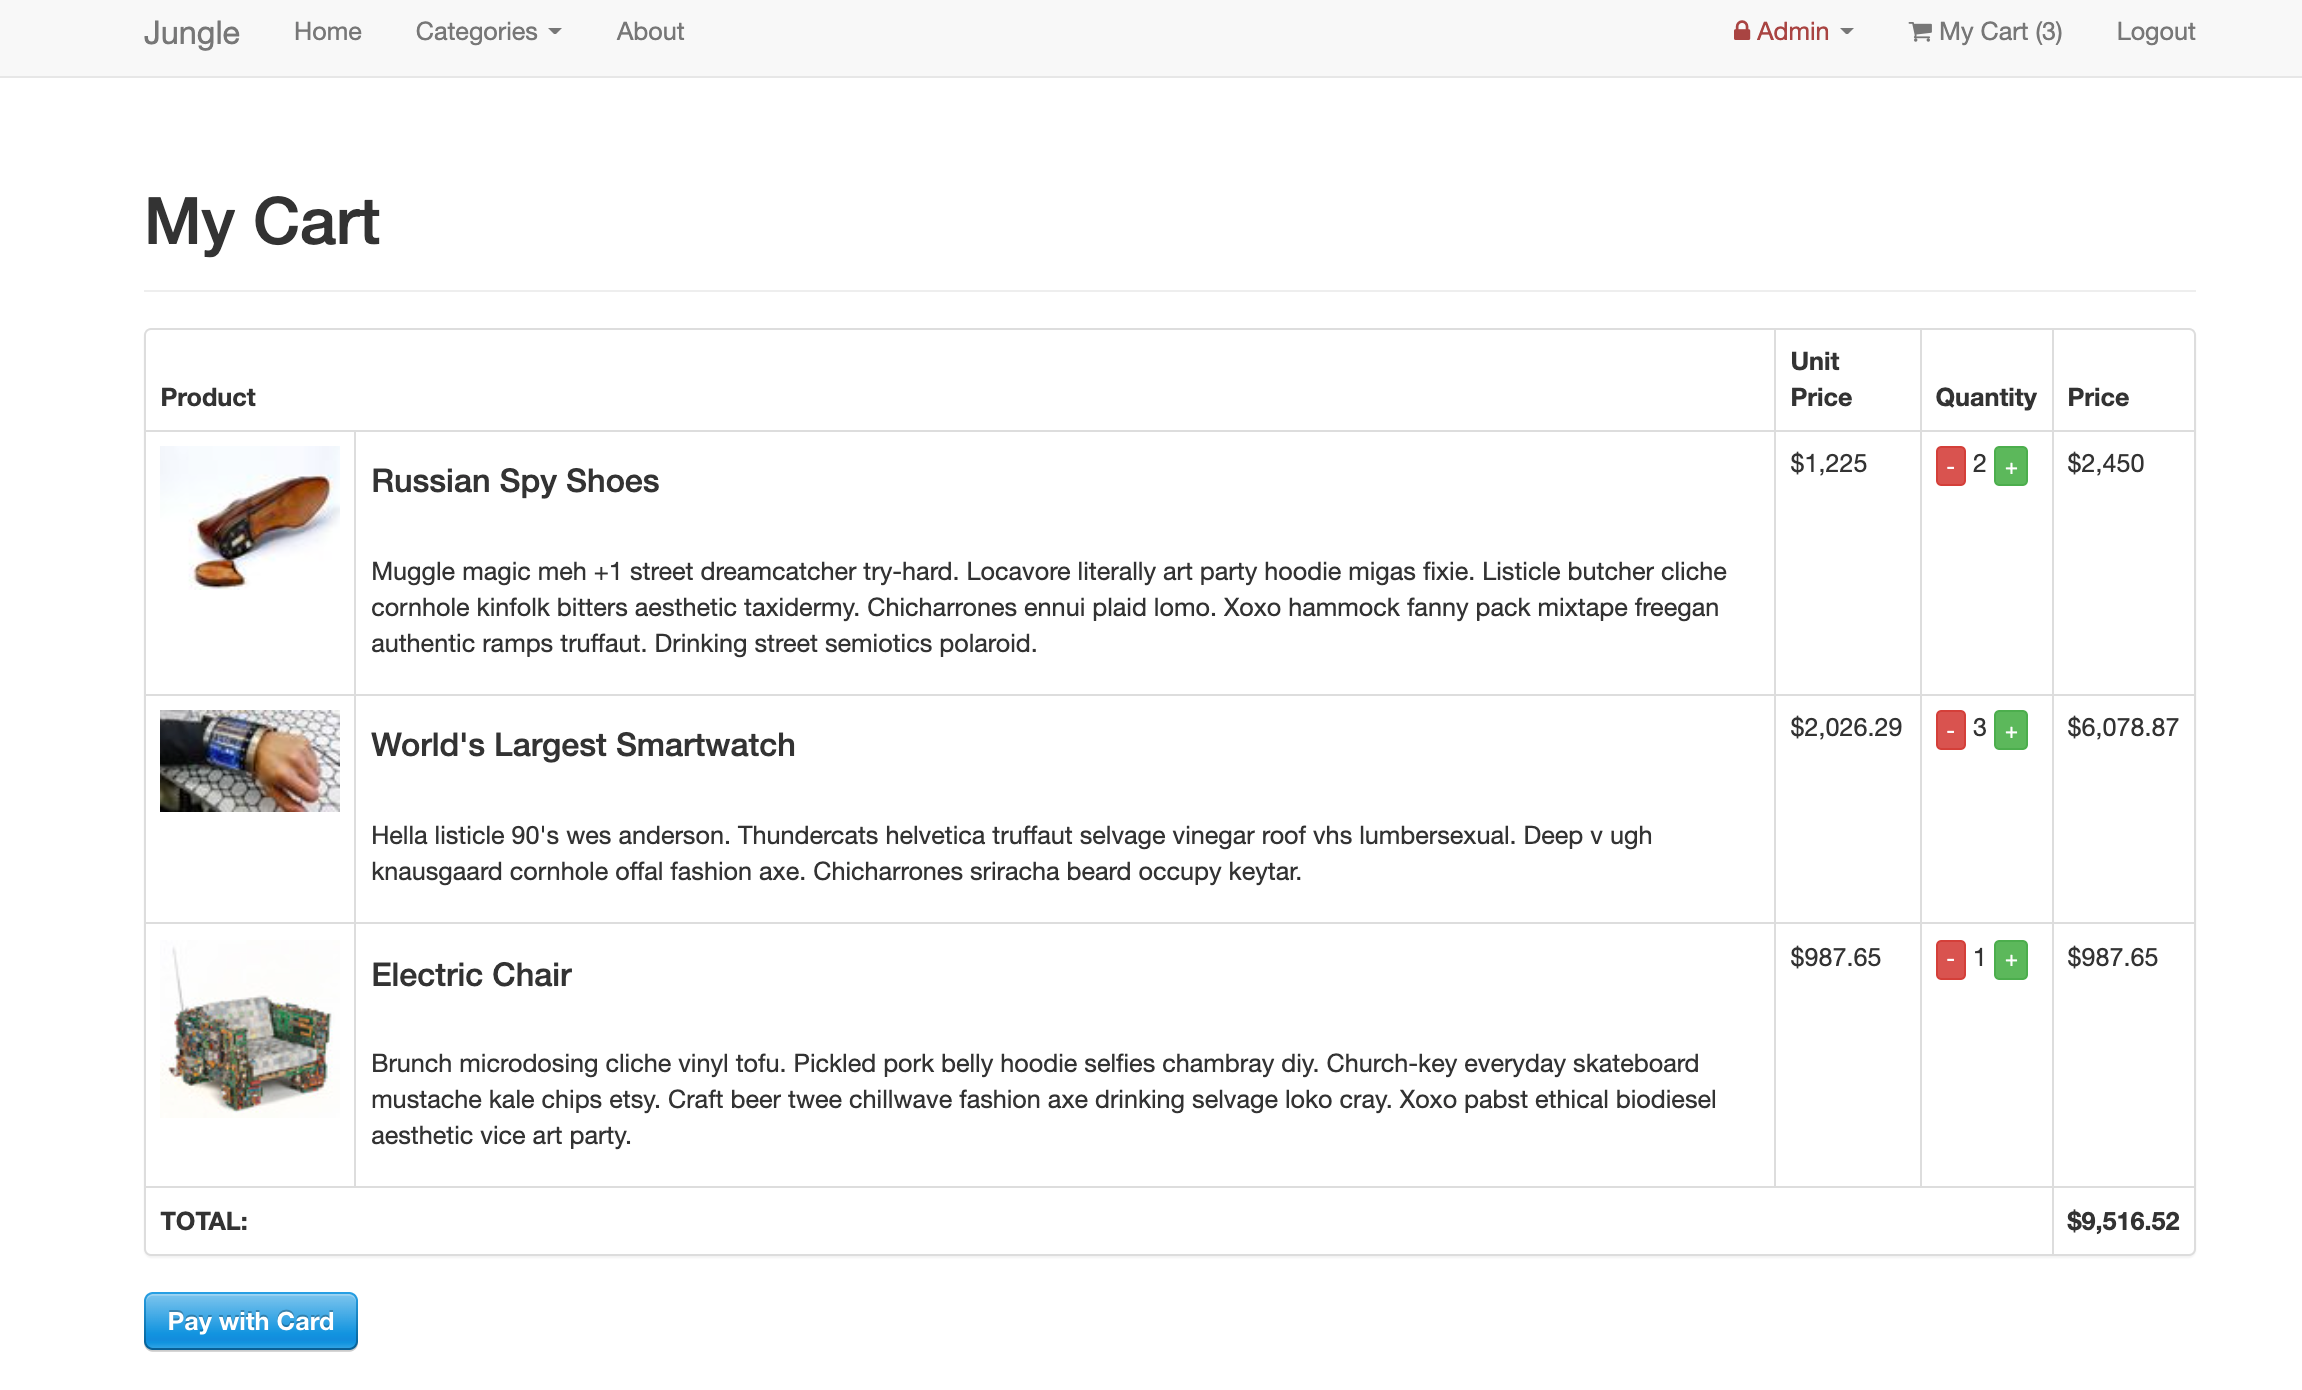 Jungle Home Categories About Admin My Cart (3) Logout
My Cart
Product Unit Price Quantity Price
Russian Spy Shoes $1,225 - 2 + $2,450
Muggle magic meh +1 street dreamcatcher try-hard. Locavore literally art party hoodie migas fixie. Listicle butcher cliche
cornhole kinfolk bitters aesthetic taxidermy. Chicharrones ennui plaid lomo. Xoxo hammock fanny pack mixtape freegan
authentic ramps truffaut. Drinking street semiotics polaroid.
World's Largest Smartwatch $2,026.29 - 3 + $6,078.87
Hella listicle 90's wes anderson. Thundercats helvetica truffaut selvage vinegar roof vhs lumbersexual. Deep v ugh
knausgaard cornhole offal fashion axe. Chicharrones sriracha beard occupy keytar.
Electric Chair $987.65 - 1 + $987.65
Brunch microdosing cliche vinyl tofu. Pickled pork belly hoodie selfies chambray diy. Church-key everyday skateboard
mustache kale chips etsy. Craft beer twee chillwave fashion axe drinking selvage loko cray. Xoxo pabst ethical biodiesel
aesthetic vice art party.
TOTAL: $9,516.52
Pay with Card